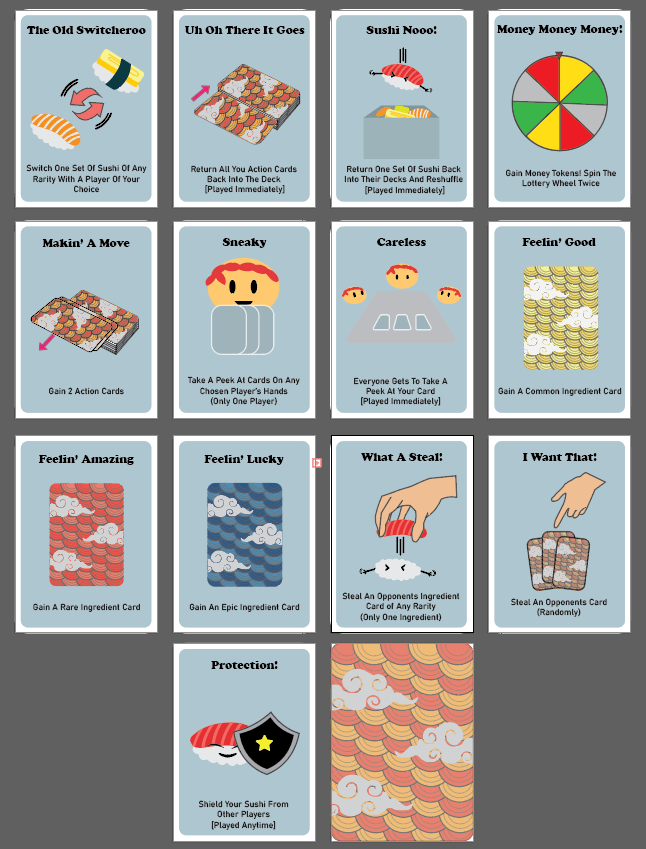 The Old Switcheroo
Switch One Set Of Sushi Of Any
Rarity With A Player Of Your
Choice
Uh Oh There It Goes
Return All You Action Cards
Back Into The Deck
[Played Immediately]
Sushi Nooo!
Return One Set Of Sushi Back
Into Their Decks And Reshuffle
[Played Immediately]
Money Money Money!
Gain Money Tokens! Spin The
Lottery Wheel Twice
Makin' A Move
Gain 2 Action Cards
Sneaky
Take A Peek At Cards On Any
Chosen Player's Hands
(Only One Player)
Careless
Everyone Gets To Take A
Peek At Your Card
[Played Immediately]
Feelin' Good
Gain A Common Ingredient Card
Feelin' Amazing
Gain A Rare Ingredient Card
Feelin' Lucky
Gain An Epic Ingredient Card
What A Steal!
Steal An Opponents Ingredient
Card of Any Rarity
(Only One Ingredient)
I Want That!
Steal An Opponents Card
(Randomly)
Protection!
Shield Your Sushi From
Other Players
[Played Anytime]